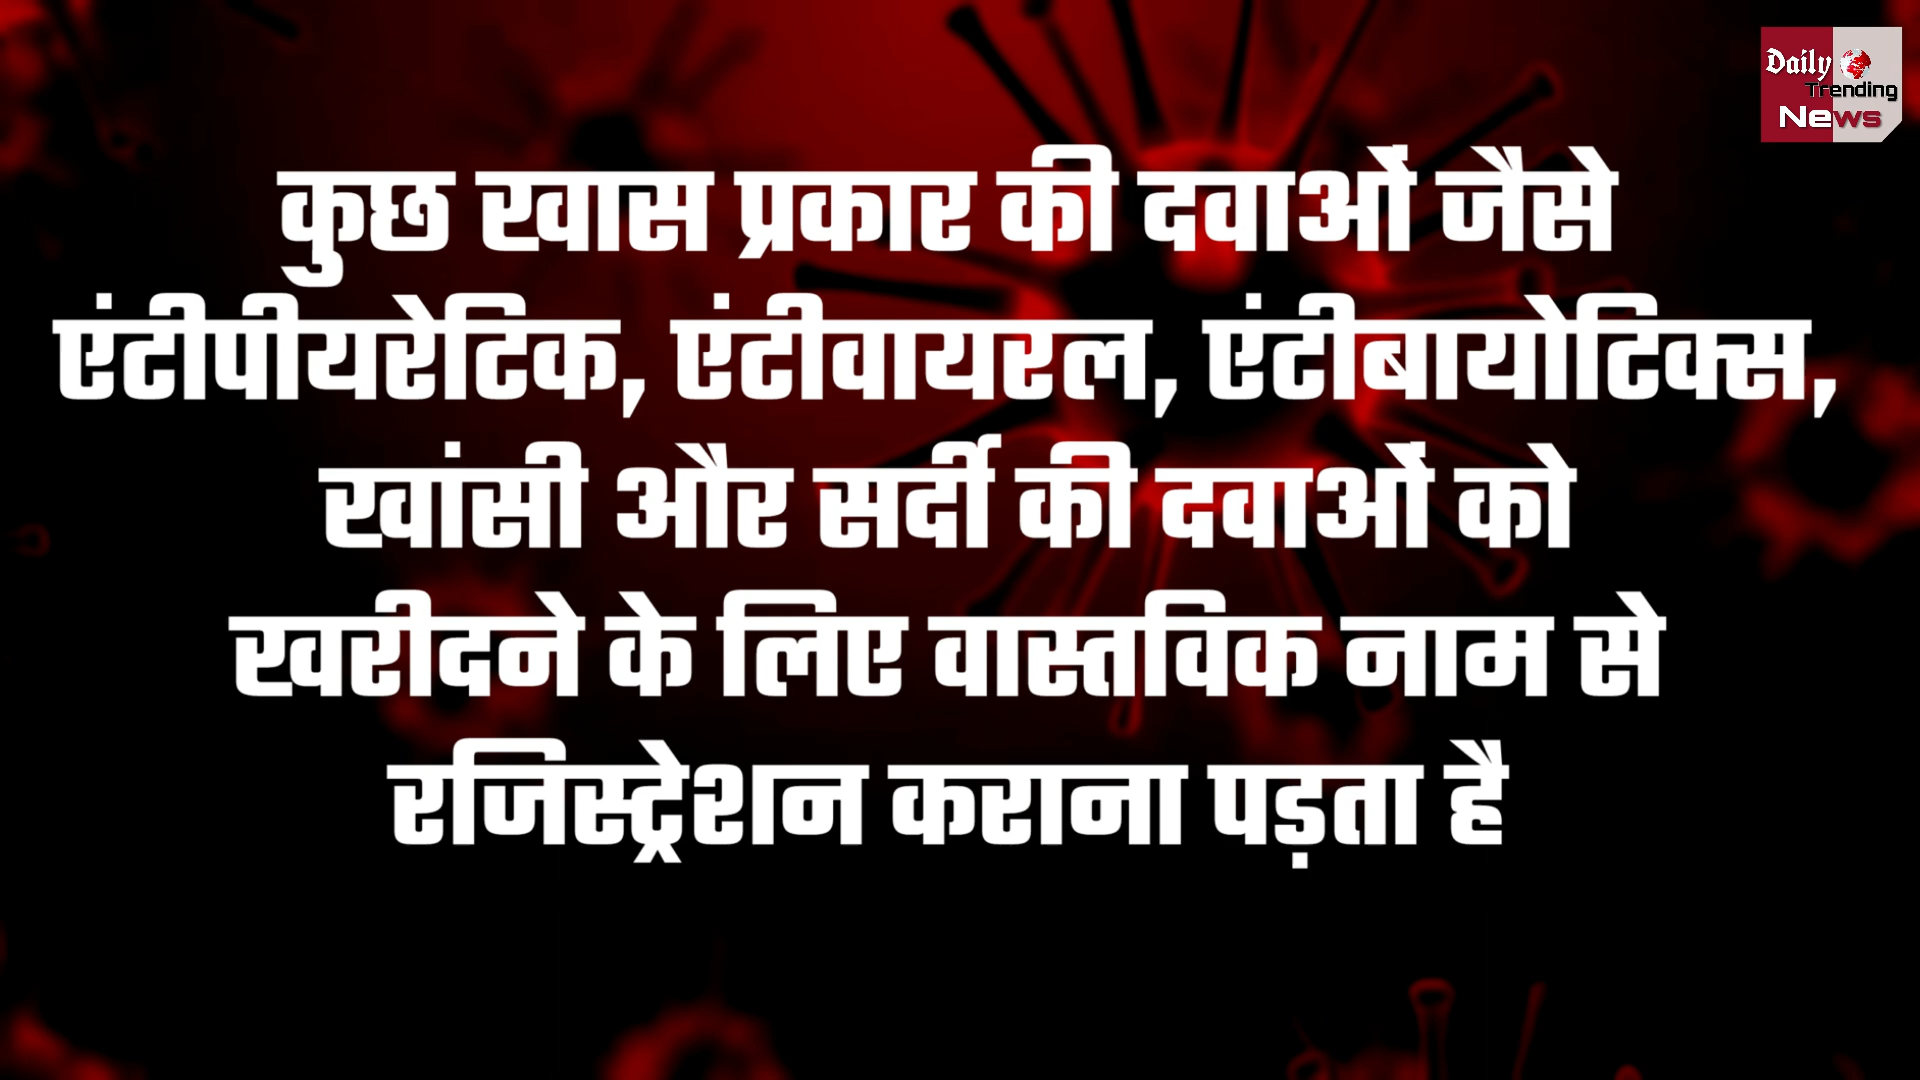 Daily
Trending
News
कुछ खास प्रकार की दवाओं जैसे
एंटीपीयरेटिक, एंटीवायरल, एंटीबायोटिक्स,
खांसी और सर्दी की दवाओं को
खरीदने के लिए वास्तविक नाम से
रजिस्ट्रेशन कराना पड़ता है